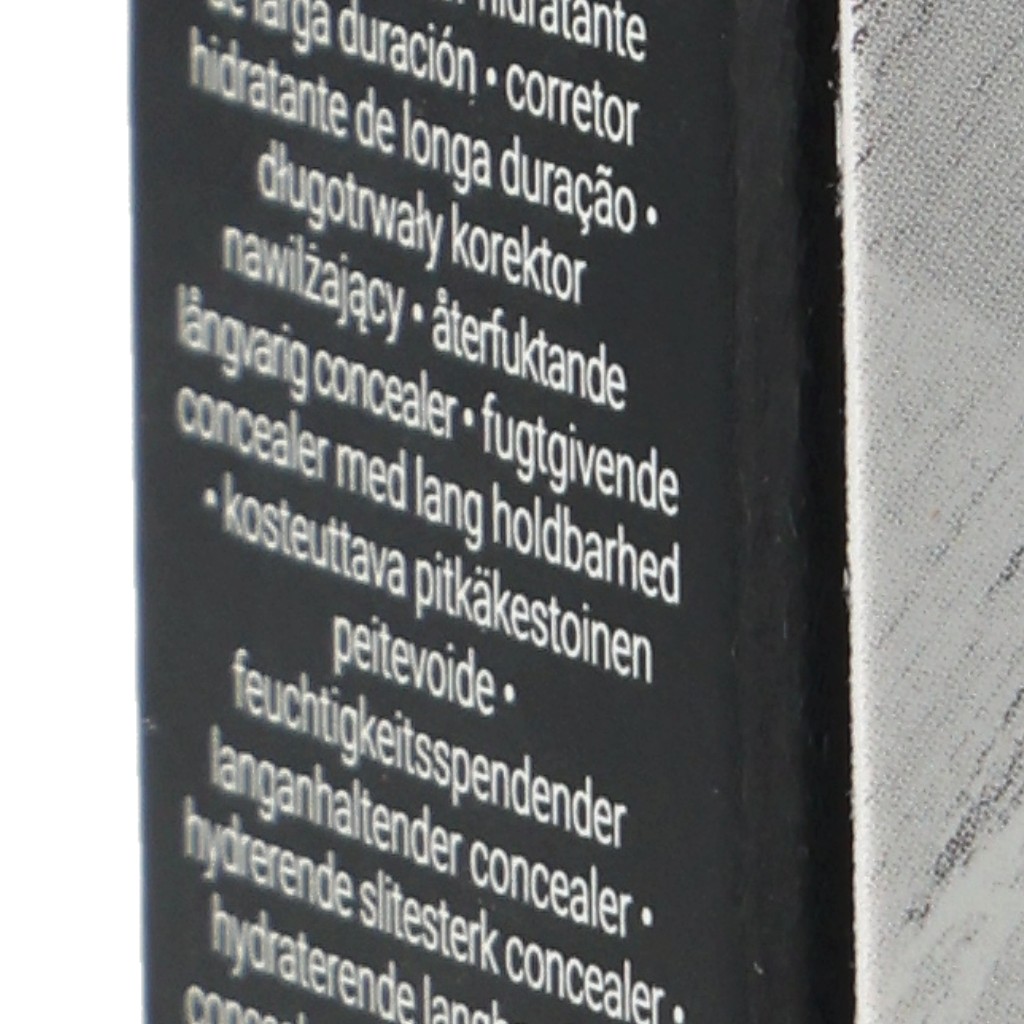 hidratante
de larga duración • corretor
hidratante de longa duração •
długotrwały korektor
nawilżający • återfuktande
långvarig concealer • fugtgivende
concealer med lang holdbarhed
• kosteuttava pitkäkestoinen
peitevoide •
feuchtigkeitsspendender
langanhaltender concealer •
hydrerende slitesterk concealer •
hydraterende